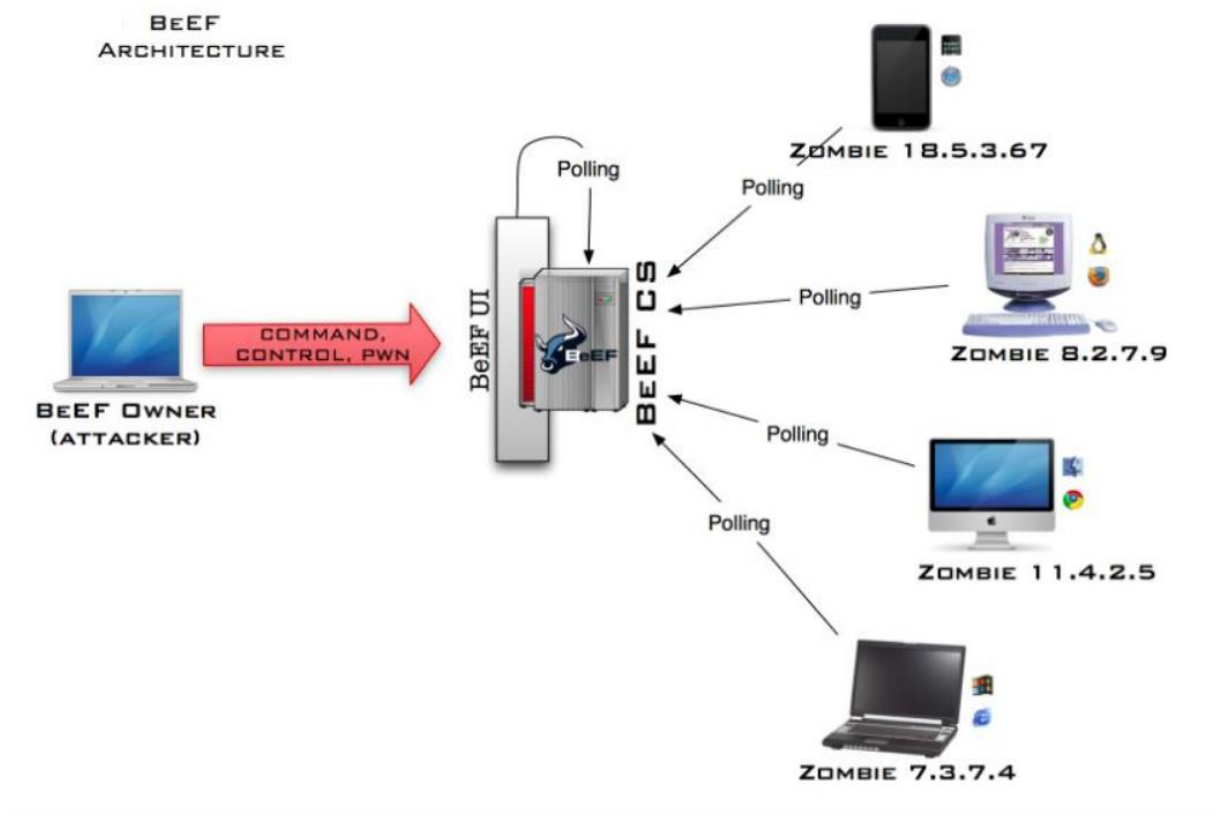 BeEF
Architecture
Polling
Zombie 18.5.3.67
Polling
BeEF UI
BeEF
BeEF CS
Polling
Zombie 8.2.7.9
COMMAND,
CONTROL, PWN
BeEF Owner
(attacker)
Polling
Zombie 11.4.2.5
Polling
Zombie 7.3.7.4